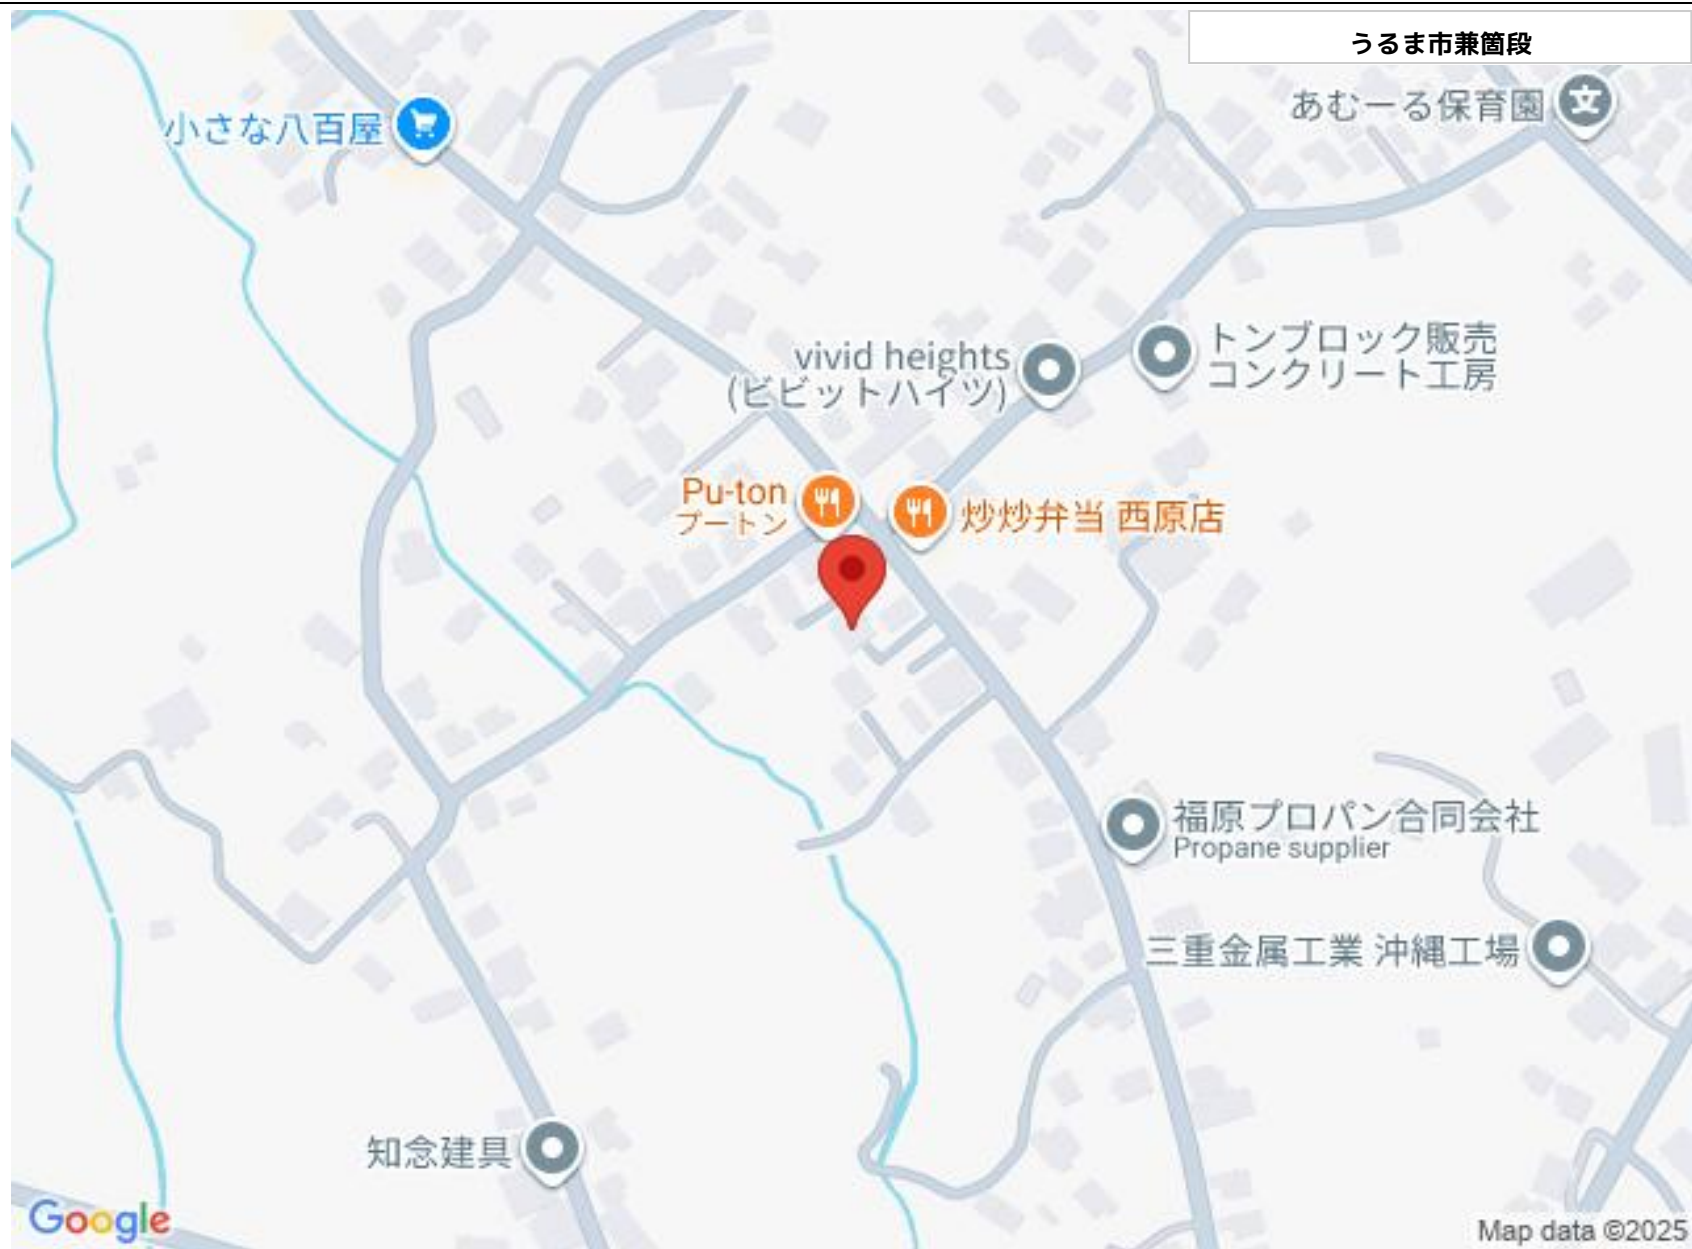 うるま市兼箇段
あむーる保育園
小さな八百屋
トンブロック販売
コンクリート工房
vivid heights
(ビビットハイツ)
Pu-ton
プートン
炒炒弁当 西原店
福原プロパン合同会社
Propane supplier
三重金属工業 沖縄工場
知念建具
Google
Map data ©2025